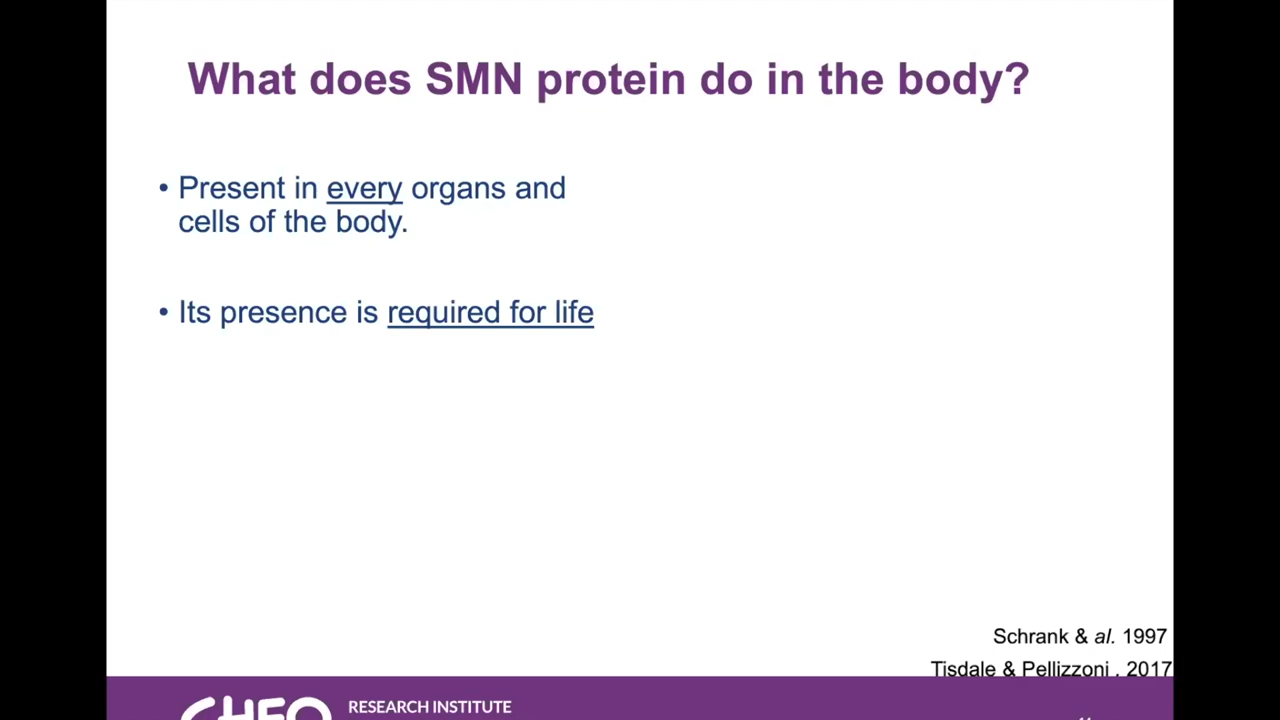 What does SMN protein do in the body?
• Present in every organs and
cells of the body.
• Its presence is required for life
Schrank & al. 1997
Tisdale & Pellizzoni , 2017
CHEO
RESEARCH INSTITUTE